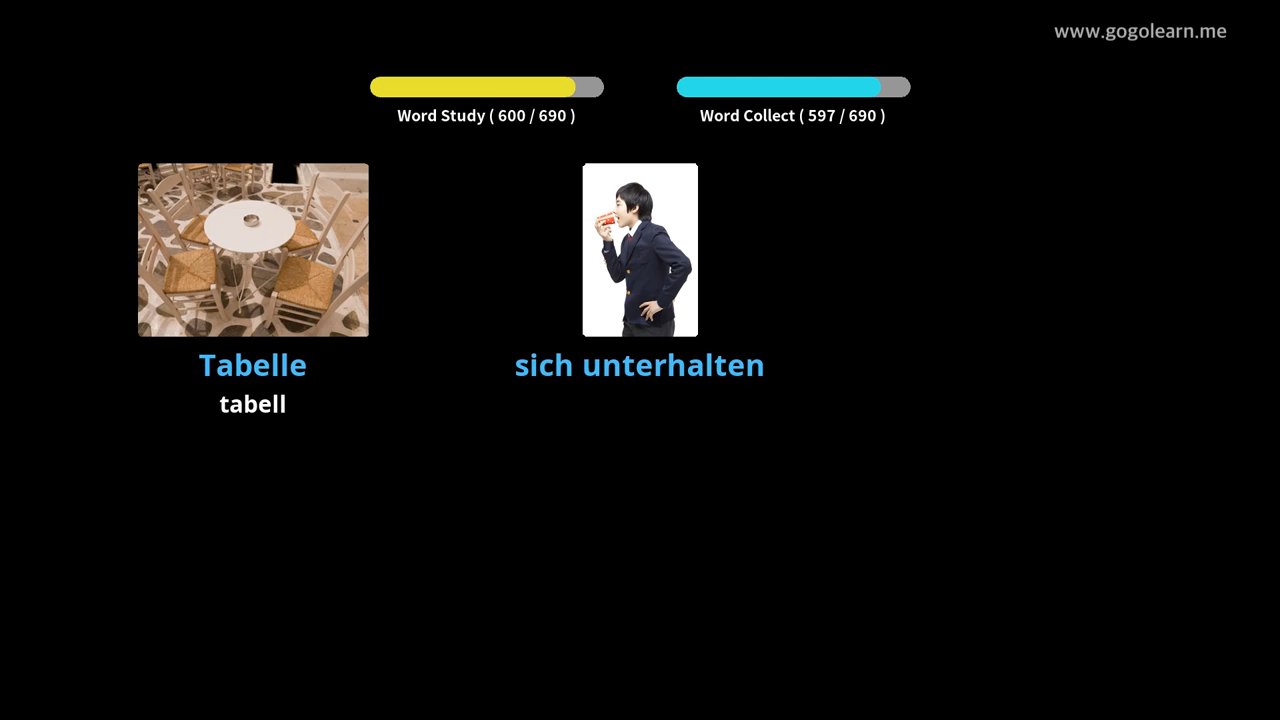 www.gogolearn.me
Word Study ( 600 / 690 )
Word Collect ( 597 / 690 )
Tabelle
sich unterhalten
tabell